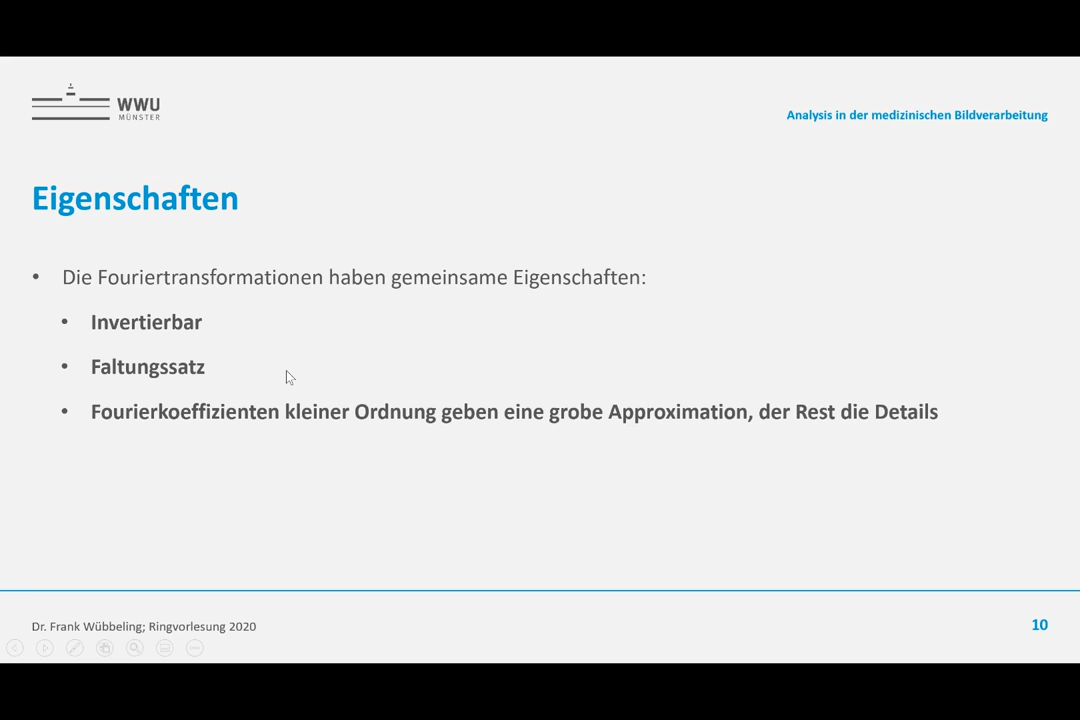 WWU
MÜNSTER
Analysis in der medizinischen Bildverarbeitung
Eigenschaften
• Die Fouriertransformationen haben gemeinsame Eigenschaften:
• Invertierbar
• Faltungssatz
• Fourierkoeffizienten kleiner Ordnung geben eine grobe Approximation, der Rest die Details
Dr. Frank Wübbeling; Ringvorlesung 2020
10